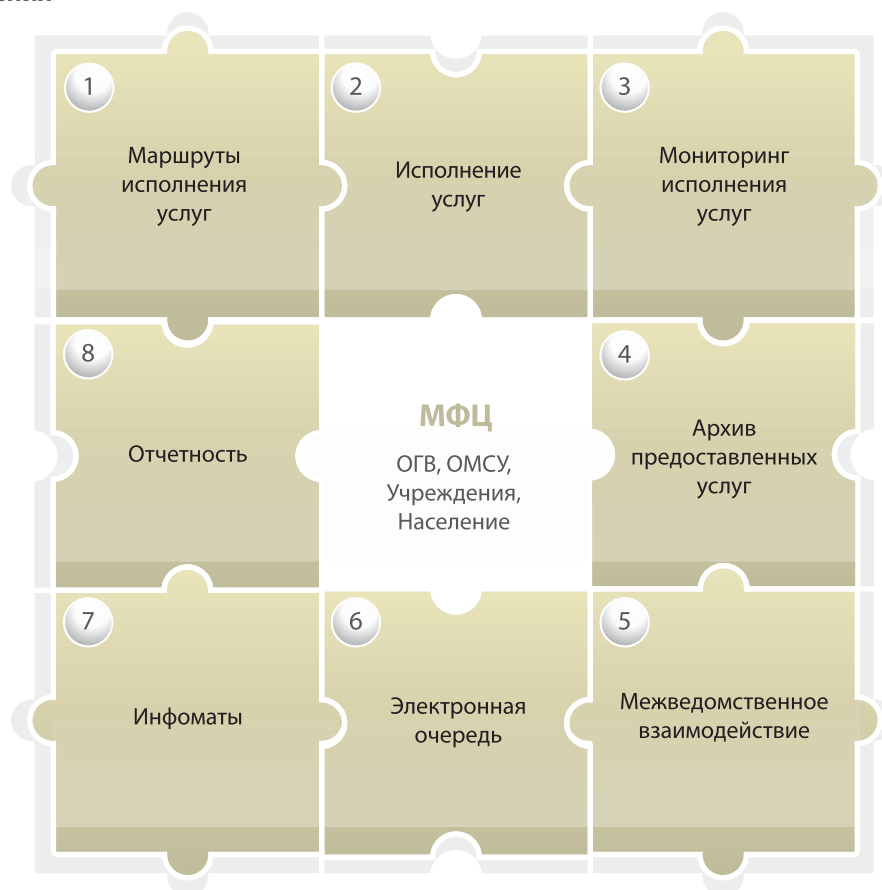 1
Маршруты
исполнения
услуг
2
Исполнение
услуг
3
Мониторинг
исполнения
услуг
8
Отчетность
МФЦ
ОГВ, ОМСУ,
Учреждения,
Население
4
Архив
предоставленных
услуг
7
Инфоматы
6
Электронная
очередь
5
Межведомственное
взаимодействие